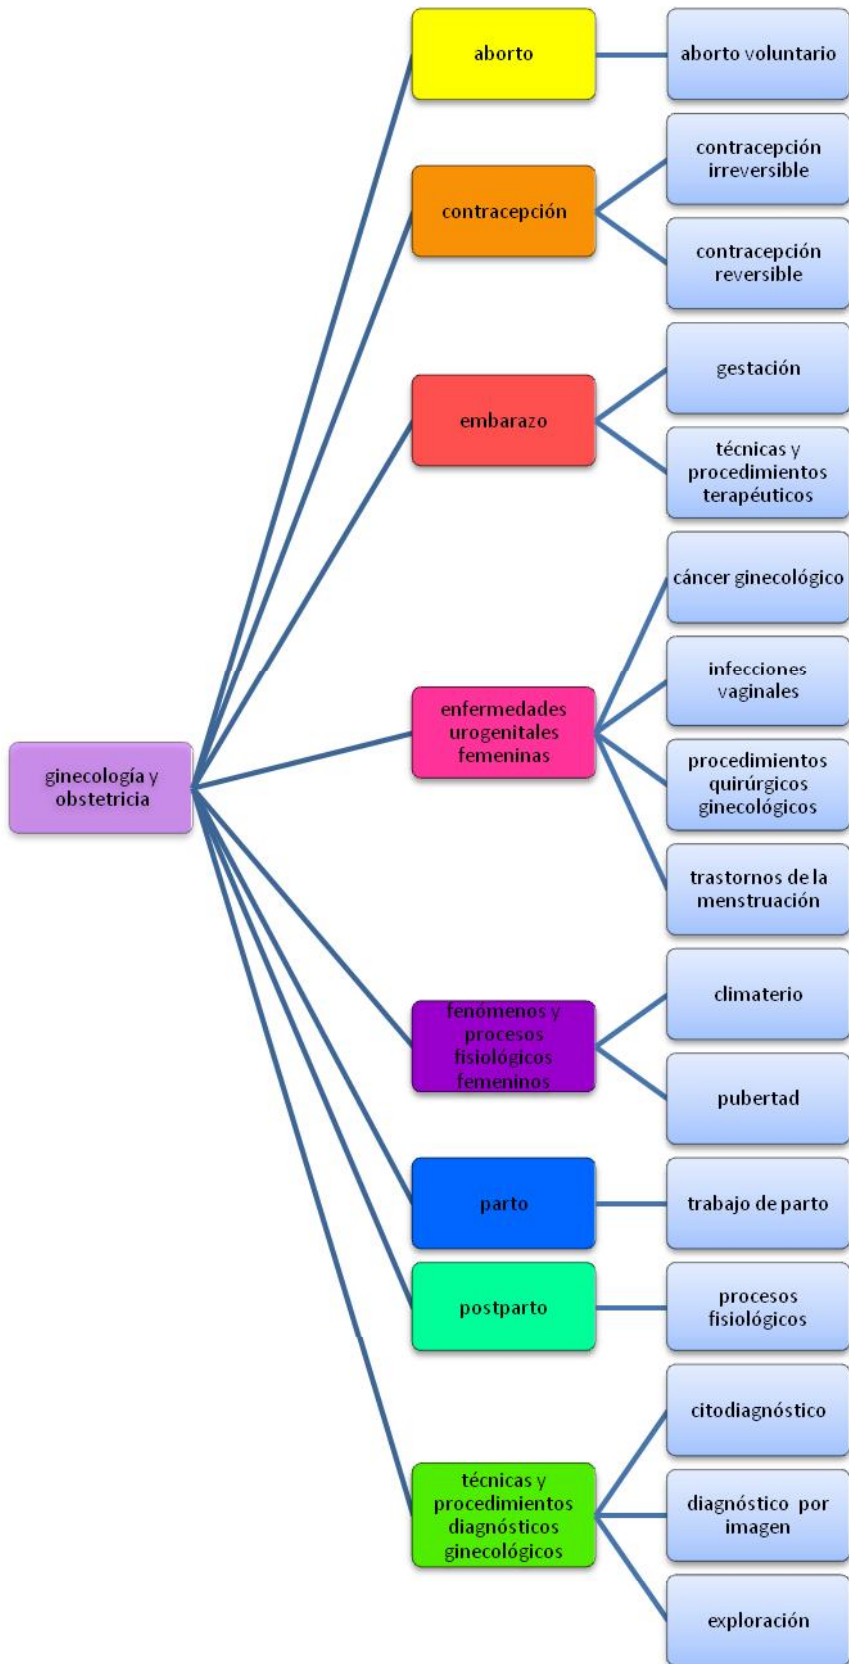 aborto
aborto voluntario
contracepción
contracepción
irreversible
contracepción
reversible
embarazo
gestación
técnicas y
procedimientos
terapéuticos
ginecología y
obstetricia
enfermedades
urogenitales
femeninas
cáncer ginecológico
infecciones
vaginales
procedimientos
quirúrgicos
ginecológicos
trastornos de la
menstruación
fenómenos y
procesos
fisiológicos
femeninos
climaterio
pubertad
parto
trabajo de parto
postparto
procesos
fisiológicos
técnicas y
procedimientos
diagnósticos
ginecológicos
citodiagnóstico
diagnóstico por
imagen
exploración